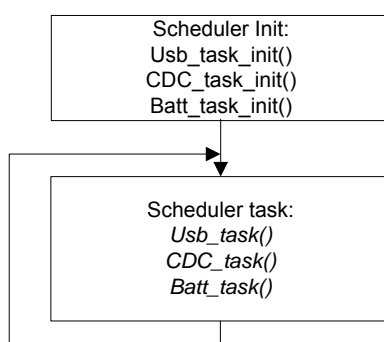 Scheduler Init:
Usb_task_init()
CDC_task_init()
Batt_task_init()
Scheduler task:
Usb_task()
CDC_task()
Batt_task()